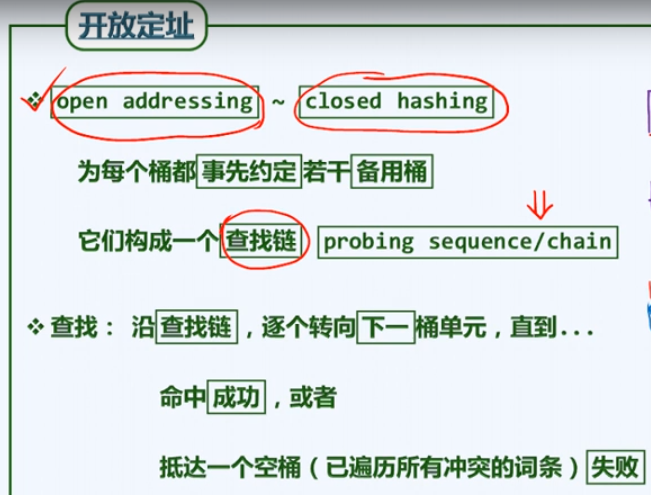 开放定址
❖ open addressing ~ closed hashing
为每个桶都事先约定若干备用桶
它们构成一个查找链 probing sequence/chain
❖ 查找： 沿查找链，逐个转向下一桶单元，直到...
命中成功，或者
抵达一个空桶（已遍历所有冲突的词条）失败